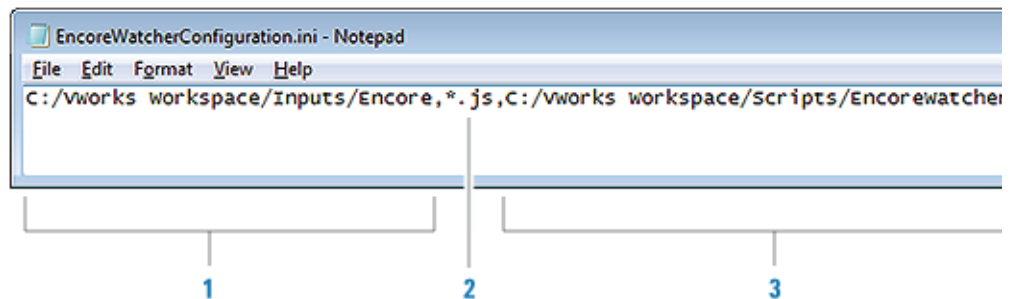 EncoreWatcherConfiguration.ini - Notepad
File Edit Format View Help
C:/VWorks Workspace/Inputs/Encore,*.js,C:/VWorks Workspace/Scripts/EncoreWatcher
1 2 3